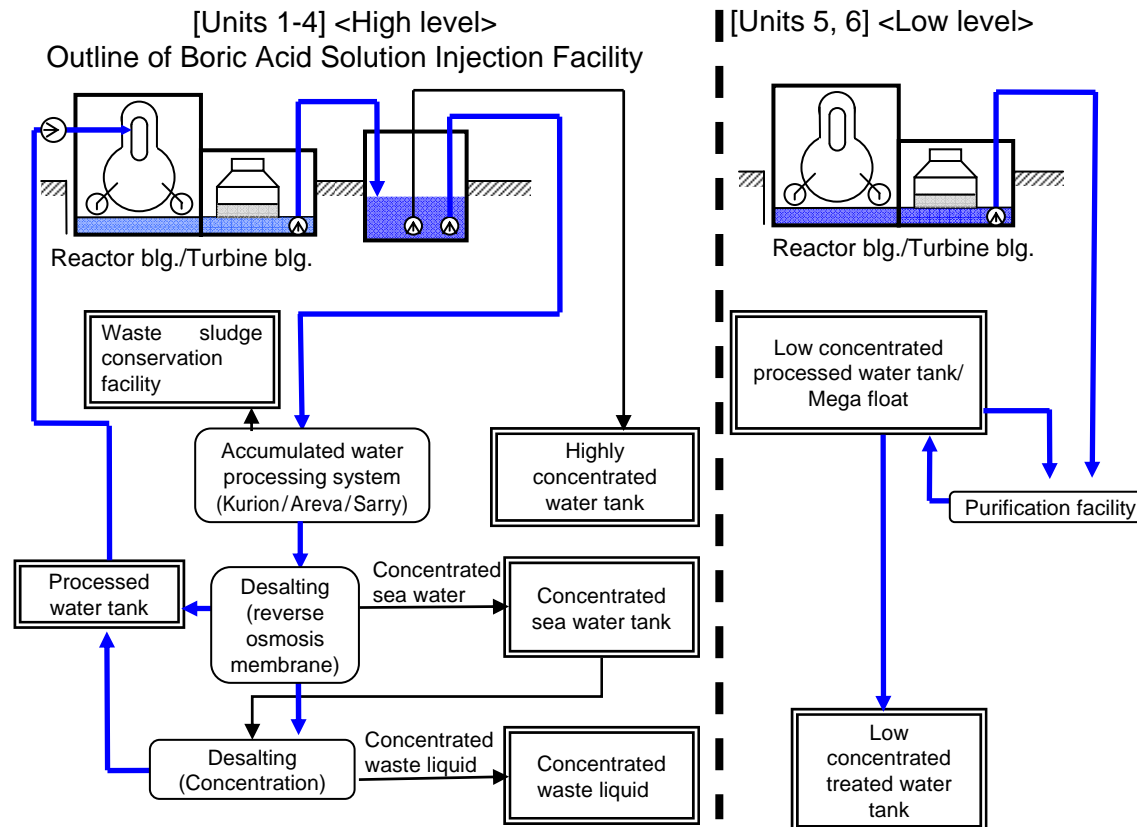 [Units 1-4] <High level>
Outline of Boric Acid Solution Injection Facility
Reactor blg./Turbine blg.
Waste sludge
conservation
facility
Accumulated water
processing system
(Kurion/Areva/Sarry)
Highly
concentrated
water tank
Processed
water tank
Desalting
(reverse
osmosis
membrane)
Concentrated
sea water
Concentrated
sea water tank
Desalting
(Concentration)
Concentrated
waste liquid
Concentrated
waste liquid
[Units 5, 6] <Low level>
Reactor blg./Turbine blg.
Low concentrated
processed water tank/
Mega float
Purification facility
Low
concentrated
treated water
tank